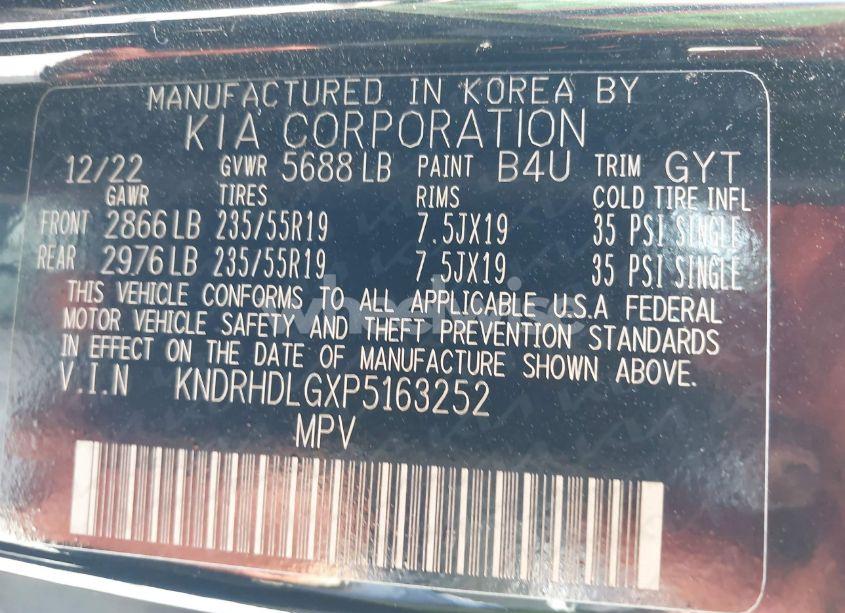 MANUFACTURED IN KOREA BY
KIA CORPORATION
12/22 GVWR 5688 LB PAINT B4U TRIM GYT
GAWR TIRES RIMS COLD TIRE INFL
FRONT 2866 LB 235/55R19 7.5JX19 35 PSI SINGLE
REAR 2976 LB 235/55R19 7.5JX19 35 PSI SINGLE
THIS VEHICLE CONFORMS TO ALL APPLICABLE U.S.A FEDERAL
MOTOR VEHICLE SAFETY AND THEFT PREVENTION STANDARDS
IN EFFECT ON THE DATE OF MANUFACTURE SHOWN ABOVE.
V.I.N KNDRHDLGXP5163252
MPV